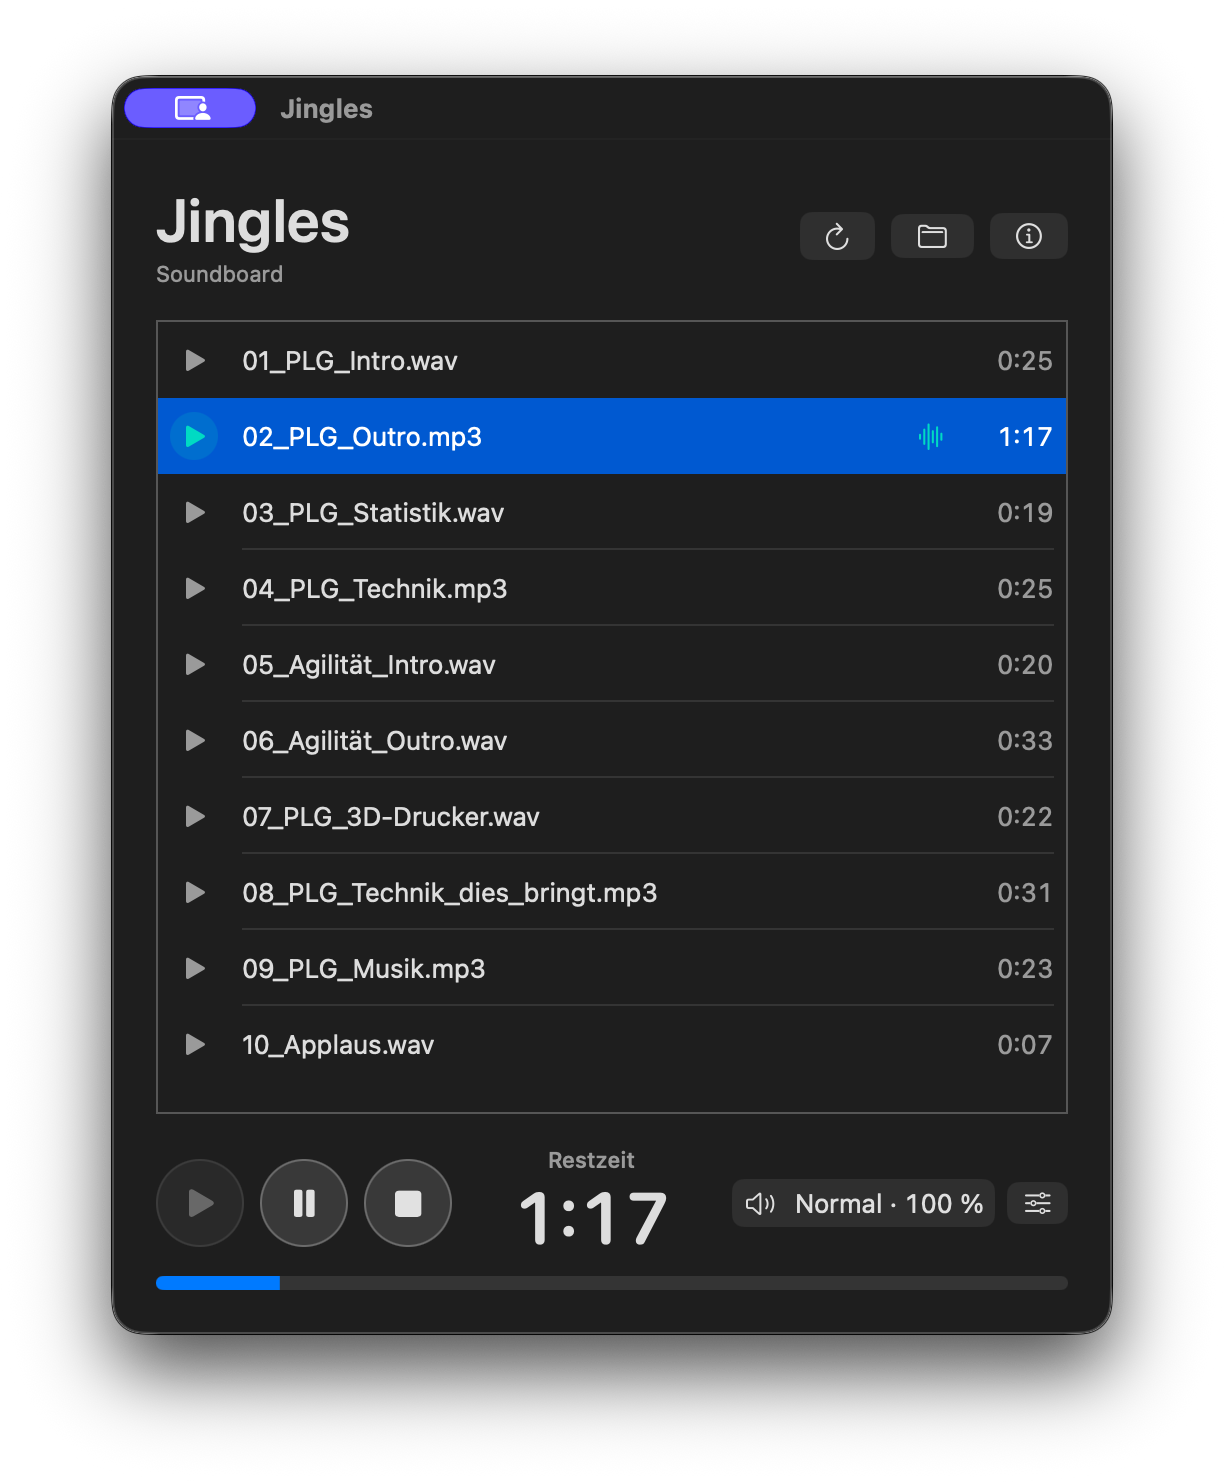 Jingles
Jingles
Soundboard
01_PLG_Intro.wav 0:25
02_PLG_Outro.mp3 1:17
03_PLG_Statistik.wav 0:19
04_PLG_Technik.mp3 0:25
05_Agilität_Intro.wav 0:20
06_Agilität_Outro.wav 0:33
07_PLG_3D-Drucker.wav 0:22
08_PLG_Technik_dies_bringt.mp3 0:31
09_PLG_Musik.mp3 0:23
10_Applaus.wav 0:07
Restzeit
1:17
Normal · 100 %